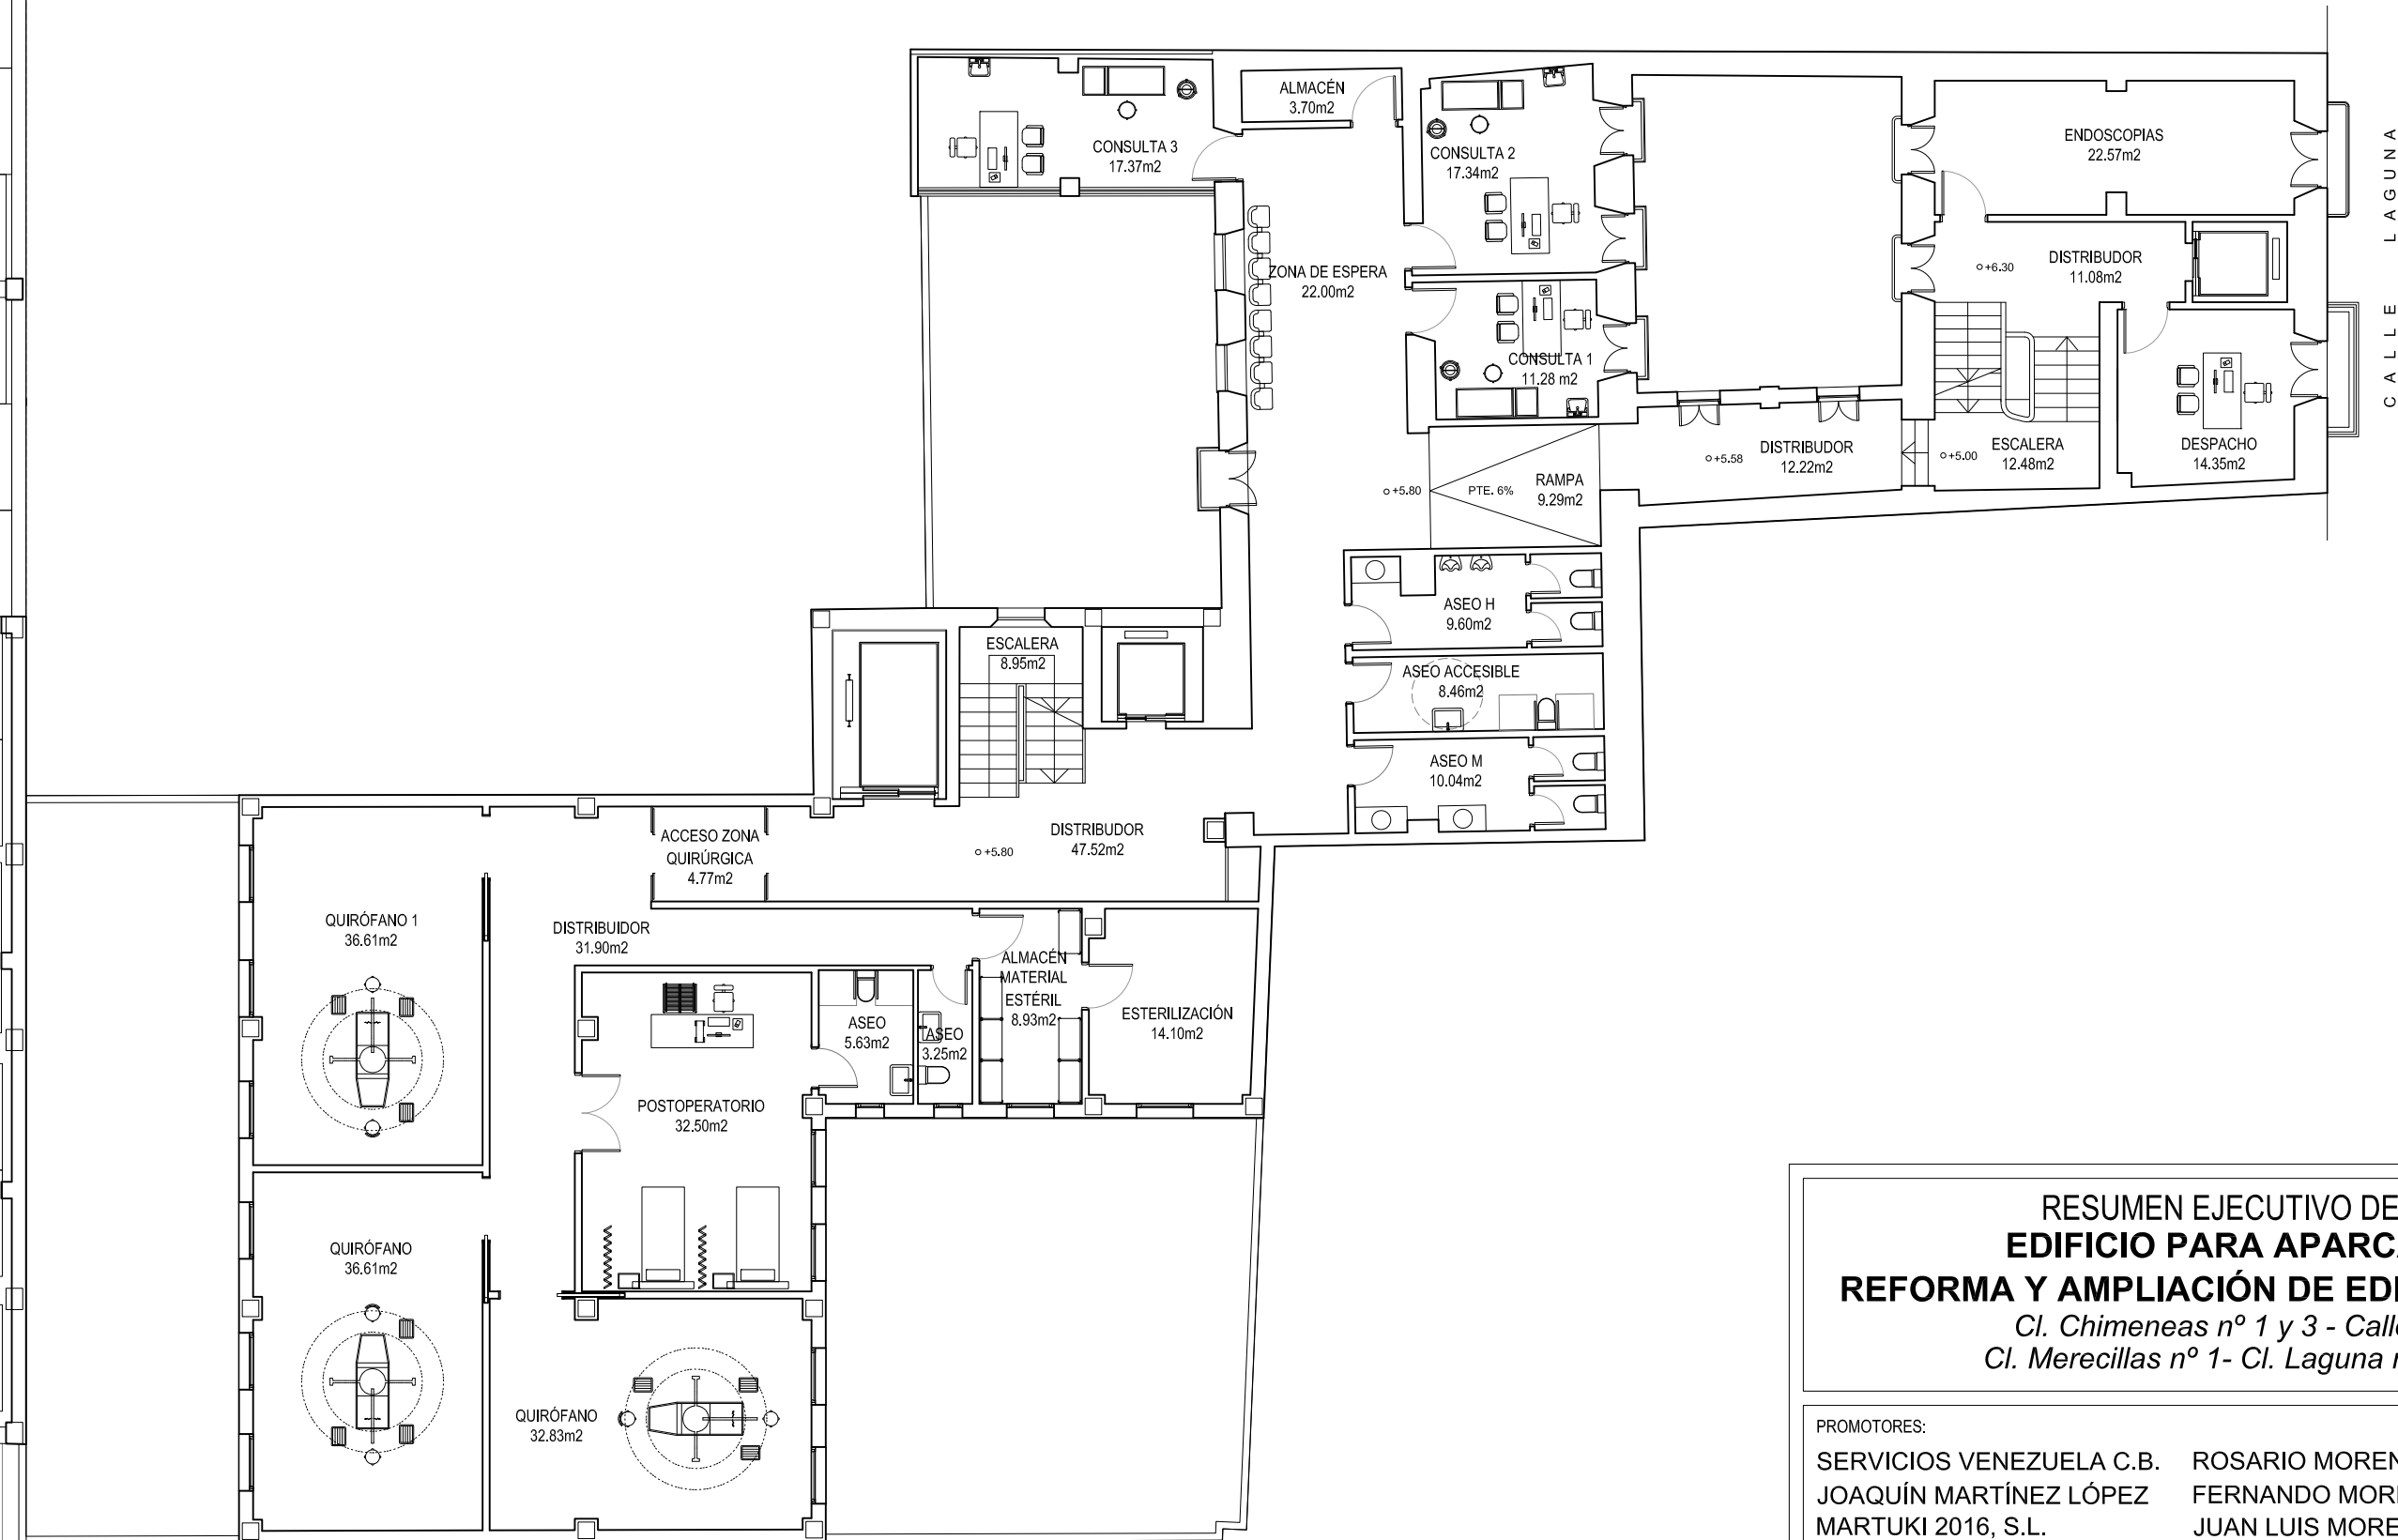 ALMACÉN
3.70m2
CONSULTA 3
17.37m2
CONSULTA 2
17.34m2
ENDOSCOPIAS
22.57m2
CALLE LAGUNA
ZONA DE ESPERA
22.00m2
+6.30
DISTRIBUDOR
11.08m2
CONSULTA 1
11.28 m2
+5.58
DISTRIBUDOR
12.22m2
+5.00
ESCALERA
12.48m2
DESPACHO
14.35m2
+5.80
PTE. 6%
RAMPA
9.29m2
ASEO H
9.60m2
ESCALERA
8.95m2
ASEO ACCESIBLE
8.46m2
ASEO M
10.04m2
ACCESO ZONA
QUIRÚRGICA
4.77m2
+5.80
DISTRIBUDOR
47.52m2
QUIRÓFANO 1
36.61m2
DISTRIBUIDOR
31.90m2
ALMACÉN
MATERIAL
ESTÉRIL
8.93m2
ESTERILIZACIÓN
14.10m2
ASEO
5.63m2
ASEO
3.25m2
POSTOPERATORIO
32.50m2
QUIRÓFANO
36.61m2
QUIRÓFANO
32.83m2
RESUMEN EJECUTIVO DE
EDIFICIO PARA APARCA
REFORMA Y AMPLIACIÓN DE EDI
Cl. Chimeneas nº 1 y 3 - Call
Cl. Merecillas nº 1- Cl. Laguna
PROMOTORES:
SERVICIOS VENEZUELA C.B. ROSARIO MOREN
JOAQUÍN MARTÍNEZ LÓPEZ FERNANDO MOR
MARTUKI 2016, S.L. JUAN LUIS MORE